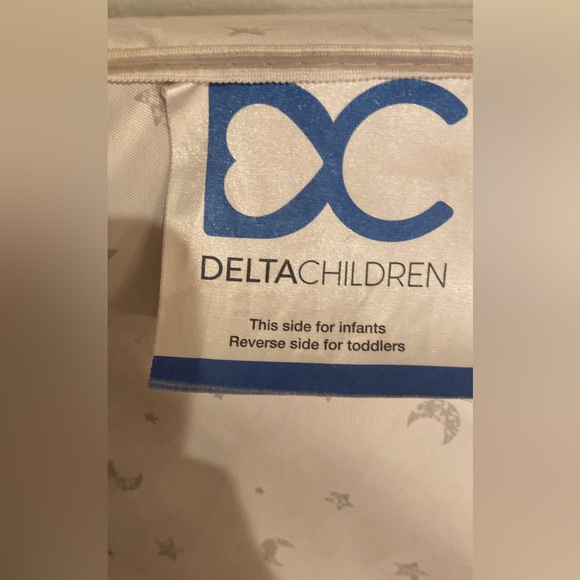 DC
DELTACHILDREN
This side for infants
Reverse side for toddlers